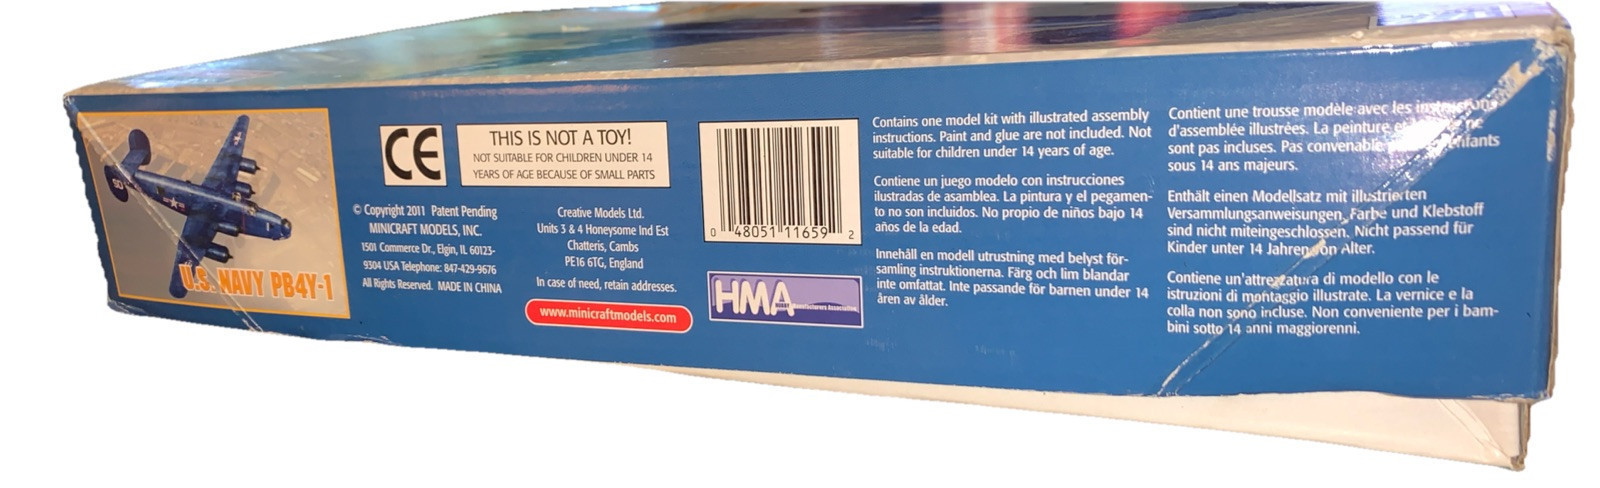 SD
U.S. NAVY PB4Y-1
CE
THIS IS NOT A TOY!
NOT SUITABLE FOR CHILDREN UNDER 14
YEARS OF AGE BECAUSE OF SMALL PARTS
© Copyright 2011 Patent Pending
MINICRAFT MODELS, INC.
1501 Commerce Dr., Elgin, IL 60123-
9304 USA Telephone: 847-429-9676
All Rights Reserved. MADE IN CHINA
Creative Models Ltd.
Units 3 & 4 Honeysome Ind Est
Chatteris, Cambs
PE16 6TG, England
In case of need, retain addresses.
www.minicraftmodels.com
0 48051 11659 2
HMA
HOBBY Manufacturers Association
Contains one model kit with illustrated assembly
instructions. Paint and glue are not included. Not
suitable for children under 14 years of age.
Contiene un juego modelo con instrucciones
ilustradas de asamblea. La pintura y el pegamen-
to no son incluidos. No propio de niños bajo 14
años de la edad.
Innehåll en modell utrustning med belyst för-
samling instruktionerna. Färg och lim blandar
inte omfattat. Inte passande för barnen under 14
åren av ålder.
Contient une trousse modèle avec les instructions
d'assemblée illustrées. La peinture et ne
sont pas incluses. Pas convenable enfants
sous 14 ans majeurs.
Enthält einen Modellsatz mit illustrierten
Versammlungsanweisungen. Farbe und Klebstoff
sind nicht miteingeschlossen. Nicht passend für
Kinder unter 14 Jahren von Alter.
Contiene un'attrezzatura di modello con le
istruzioni di montaggio illustrate. La vernice e la
colla non sono incluse. Non conveniente per i bam-
bini sotto 14 anni maggiorenni.